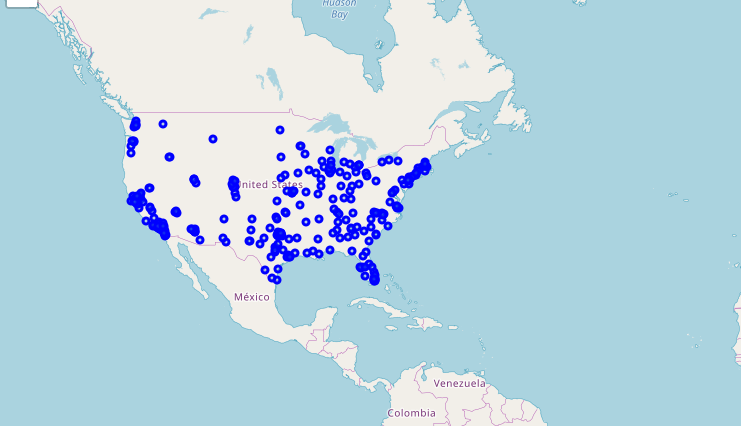 Hudson
Bay
United States
México
Venezuela
Colombia